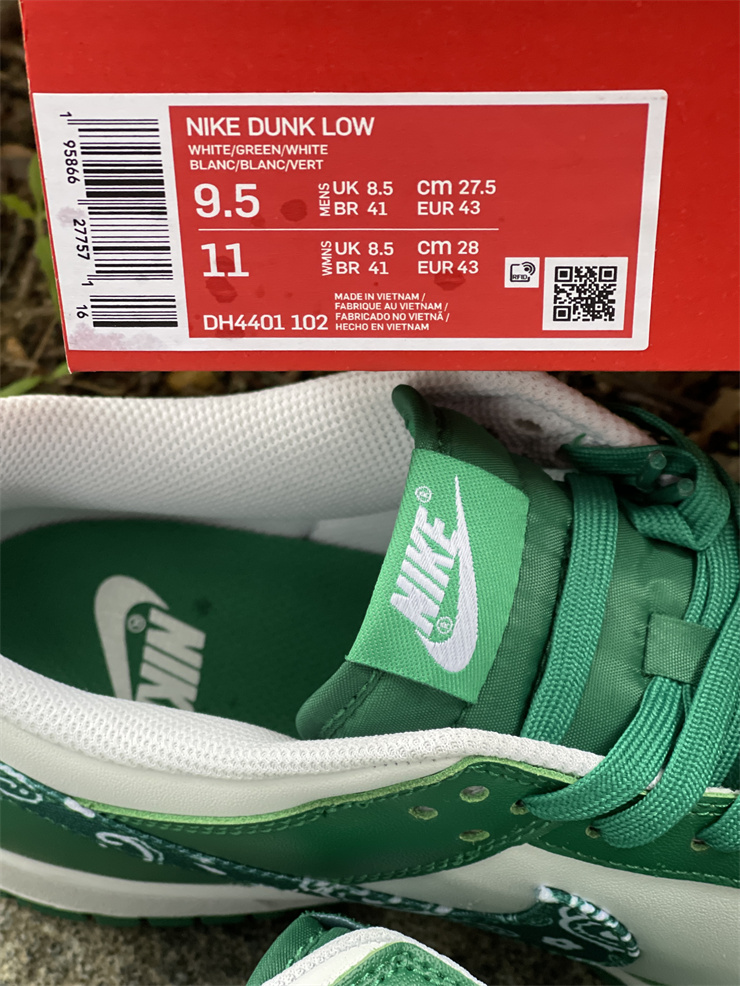 NIKE DUNK LOW
WHITE/GREEN/WHITE
BLANC/BLANC/VERT
9.5 MENS UK 8.5 cm 27.5
BR 41 EUR 43
11 WMNS UK 8.5 cm 28
BR 41 EUR 43
DH4401 102
MADE IN VIETNAM /
FABRIQUE AU VIETNAM /
FABRICADO NO VIETNÃ /
HECHO EN VIETNAM
RFID
1 95866 27757 1 16
NIKE
®
®
NIKE
®